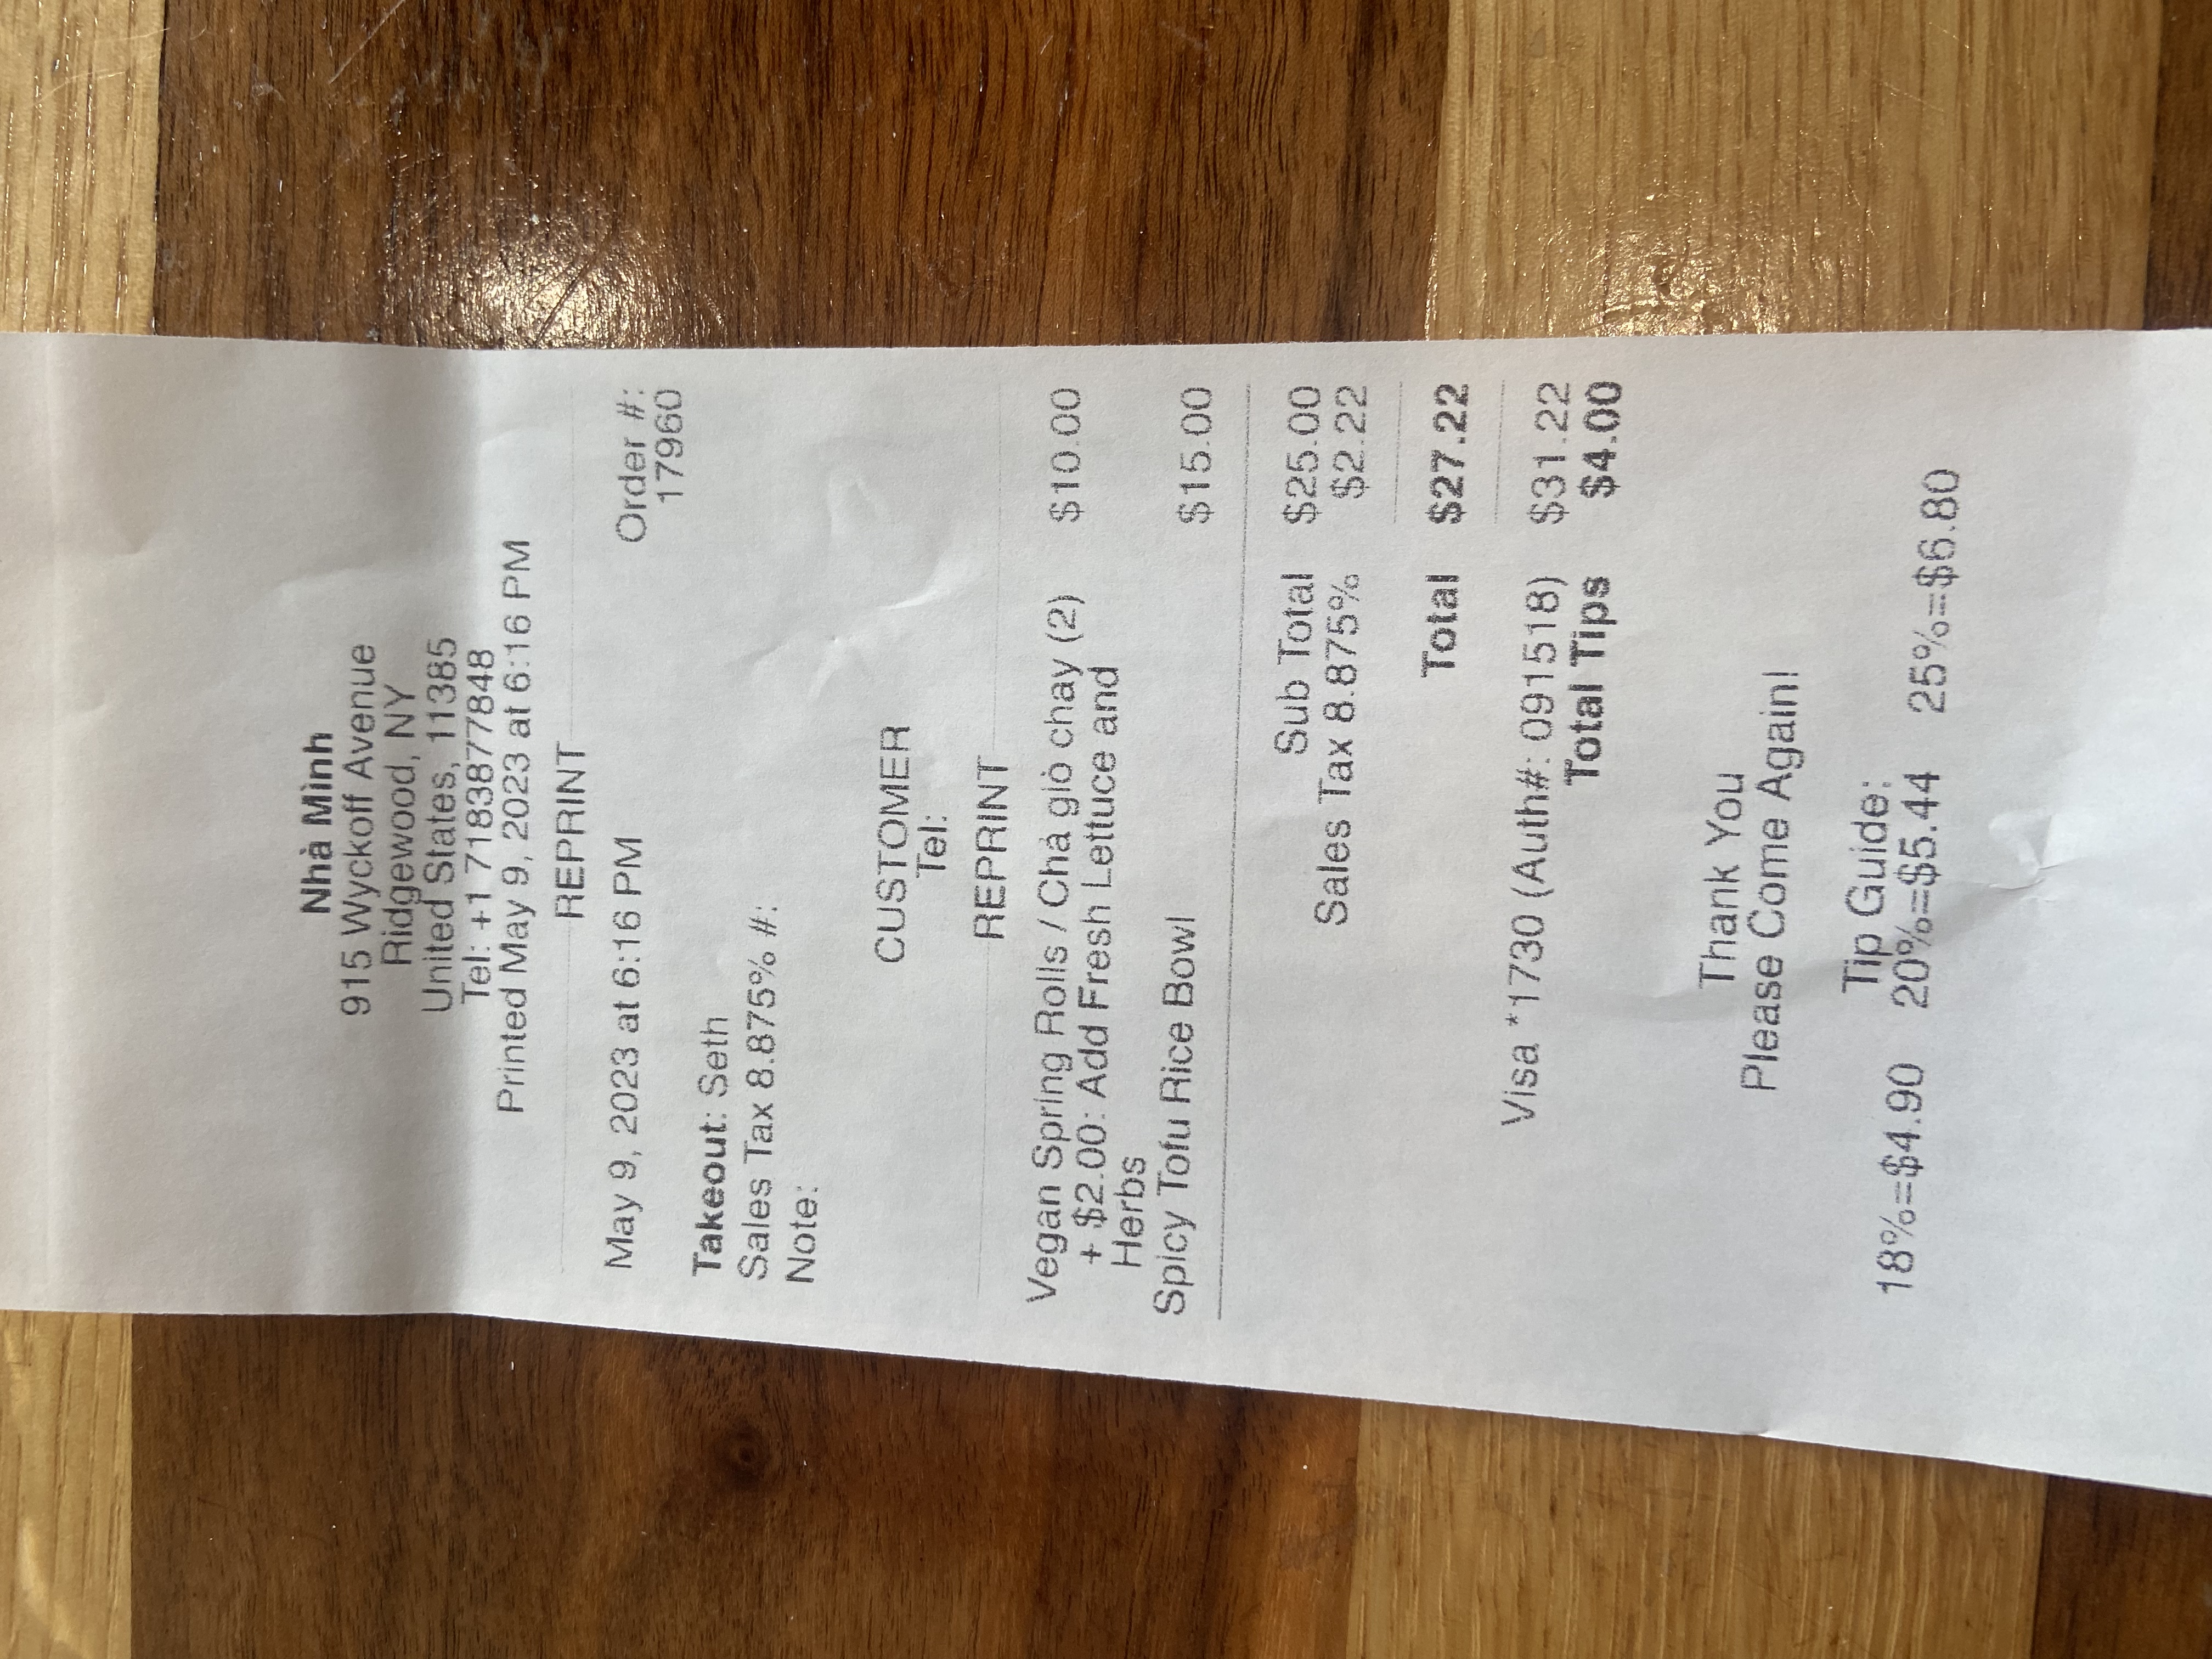 Nhà Mình
915 Wyckoff Avenue
Ridgewood, NY
United States, 11385
Tel: +1 7183877848
Printed May 9, 2023 at 6:16 PM
REPRINT
May 9, 2023 at 6:16 PM
Order #:
17960
Takeout: Seth
Sales Tax 8.875% #:
Note:
CUSTOMER
Tel:
REPRINT
Vegan Spring Rolls / Chả giò chay (2) $10.00
+ $2.00: Add Fresh Lettuce and
Herbs
Spicy Tofu Rice Bowl $15.00
Sub Total $25.00
Sales Tax 8.875% $2.22
Total $27.22
Visa *1730 (Auth#: 091518) $31.22
Total Tips $4.00
Thank You
Please Come Again!
Tip Guide:
18%=$4.90 20%=$5.44 25%=$6.80